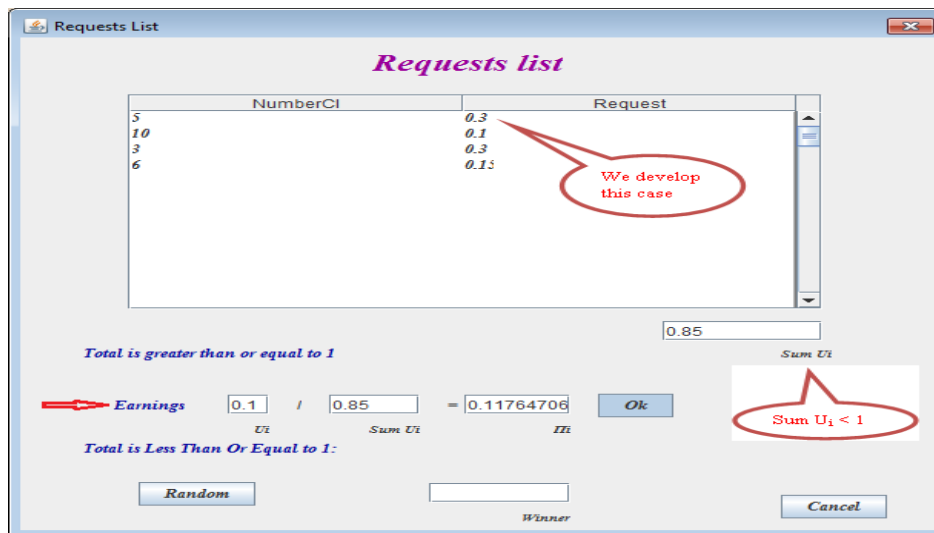 Requests List
Requests list
NumberCl Request
5 0.3
10 0.1
3 0.3
6 0.15
We develop
this case
0.85
Total is greater than or equal to 1
Sum Ui
Earnings 0.1 / 0.85 = 0.11764706 Ok
Ui Sum Ui Πi
Sum Ui < 1
Total is Less Than Or Equal to 1:
Random
Winner
Cancel